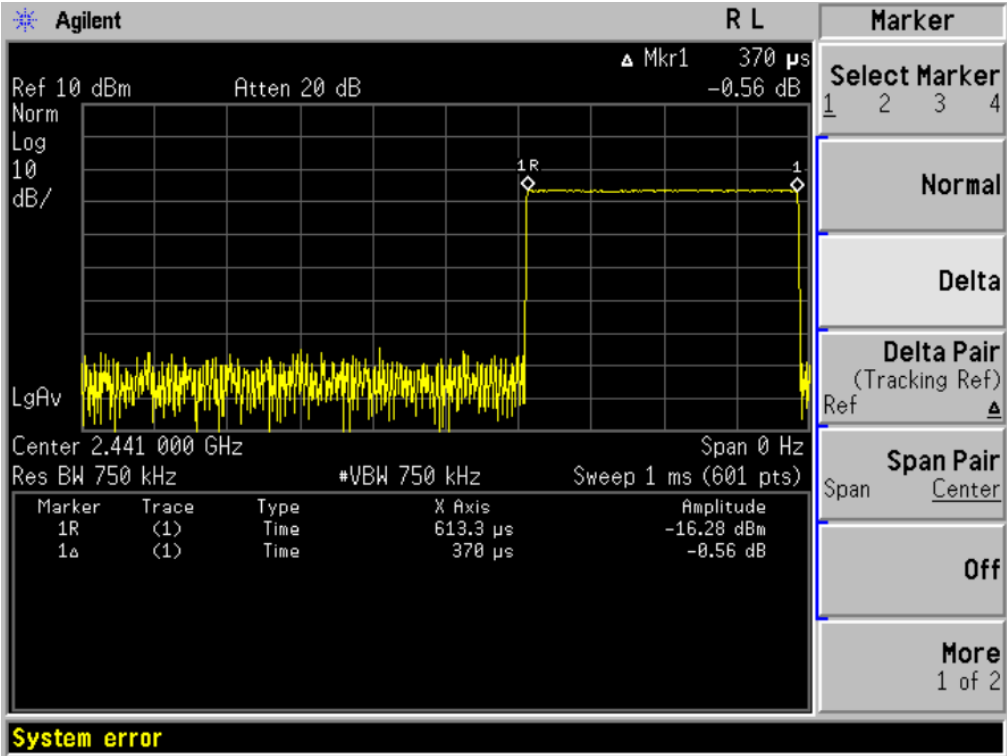 Agilent R L Marker
Δ Mkr1 370 µs
Ref 10 dBm Atten 20 dB -0.56 dB
Norm
Log
10
dB/
1R
1
LgAv
Center 2.441 000 GHz Span 0 Hz
Res BW 750 kHz #VBW 750 kHz Sweep 1 ms (601 pts)
Marker Trace Type X Axis Amplitude
1R (1) Time 613.3 µs -16.28 dBm
1Δ (1) Time 370 µs -0.56 dB
Select Marker
1 2 3 4
Normal
Delta
Delta Pair
(Tracking Ref)
Ref Δ
Span Pair
Span Center
Off
More
1 of 2
System error